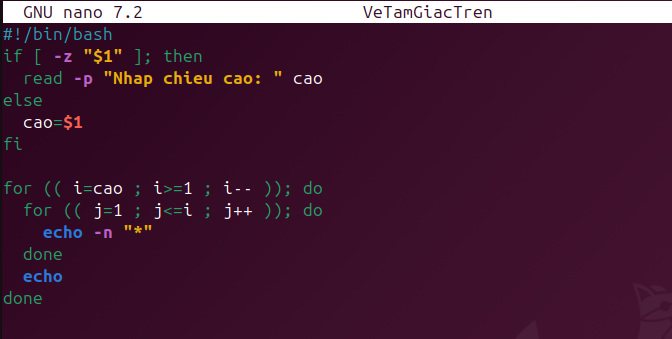 GNU nano 7.2 VeTamGiacTren
#!/bin/bash
if [ -z "$1" ]; then
  read -p "Nhap chieu cao: " cao
else
  cao=$1
fi

for (( i=cao ; i>=1 ; i-- )); do
  for (( j=1 ; j<=i ; j++ )); do
    echo -n "*"
  done
  echo
done